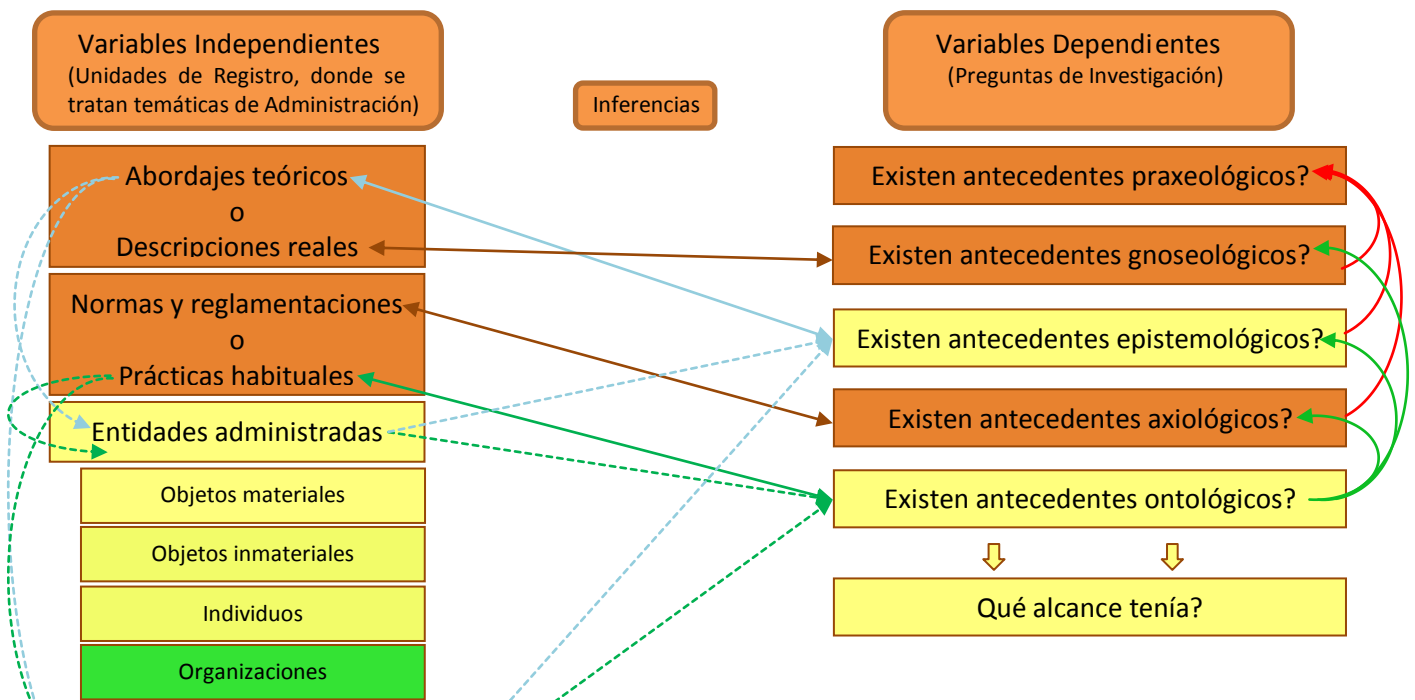 Variables Independientes
(Unidades de Registro, donde se
tratan temáticas de Administración)
Inferencias
Variables Dependientes
(Preguntas de Investigación)
Abordajes teóricos
o
Descripciones reales
Normas y reglamentaciones
o
Prácticas habituales
Entidades administradas
Objetos materiales
Objetos inmateriales
Individuos
Organizaciones
Existen antecedentes praxeológicos?
Existen antecedentes gnoseológicos?
Existen antecedentes epistemológicos?
Existen antecedentes axiológicos?
Existen antecedentes ontológicos?
Qué alcance tenía?